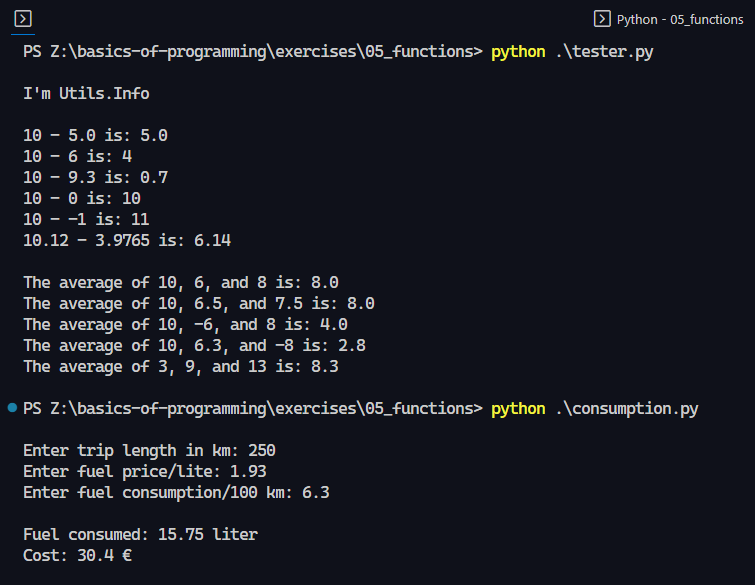 Python - 05_functions
PS Z:\basics-of-programming\exercises\05_functions> python .\tester.py
I'm Utils.Info
10 - 5.0 is: 5.0
10 - 6 is: 4
10 - 9.3 is: 0.7
10 - 0 is: 10
10 - -1 is: 11
10.12 - 3.9765 is: 6.14
The average of 10, 6, and 8 is: 8.0
The average of 10, 6.5, and 7.5 is: 8.0
The average of 10, -6, and 8 is: 4.0
The average of 10, 6.3, and -8 is: 2.8
The average of 3, 9, and 13 is: 8.3
PS Z:\basics-of-programming\exercises\05_functions> python .\consumption.py
Enter trip length in km: 250
Enter fuel price/lite: 1.93
Enter fuel consumption/100 km: 6.3
Fuel consumed: 15.75 liter
Cost: 30.4 €